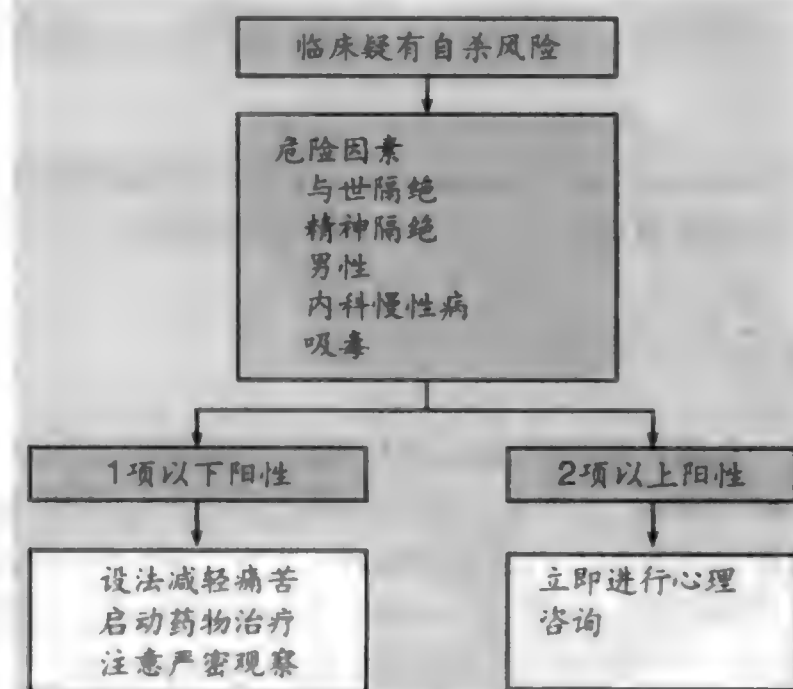 临床疑有自杀风险
危险因素
与世隔绝
精神隔绝
男性
内科慢性病
吸毒
1项以下阳性
2项以上阳性
设法减轻痛苦
启动药物治疗
注意严密观察
立即进行心理
咨询